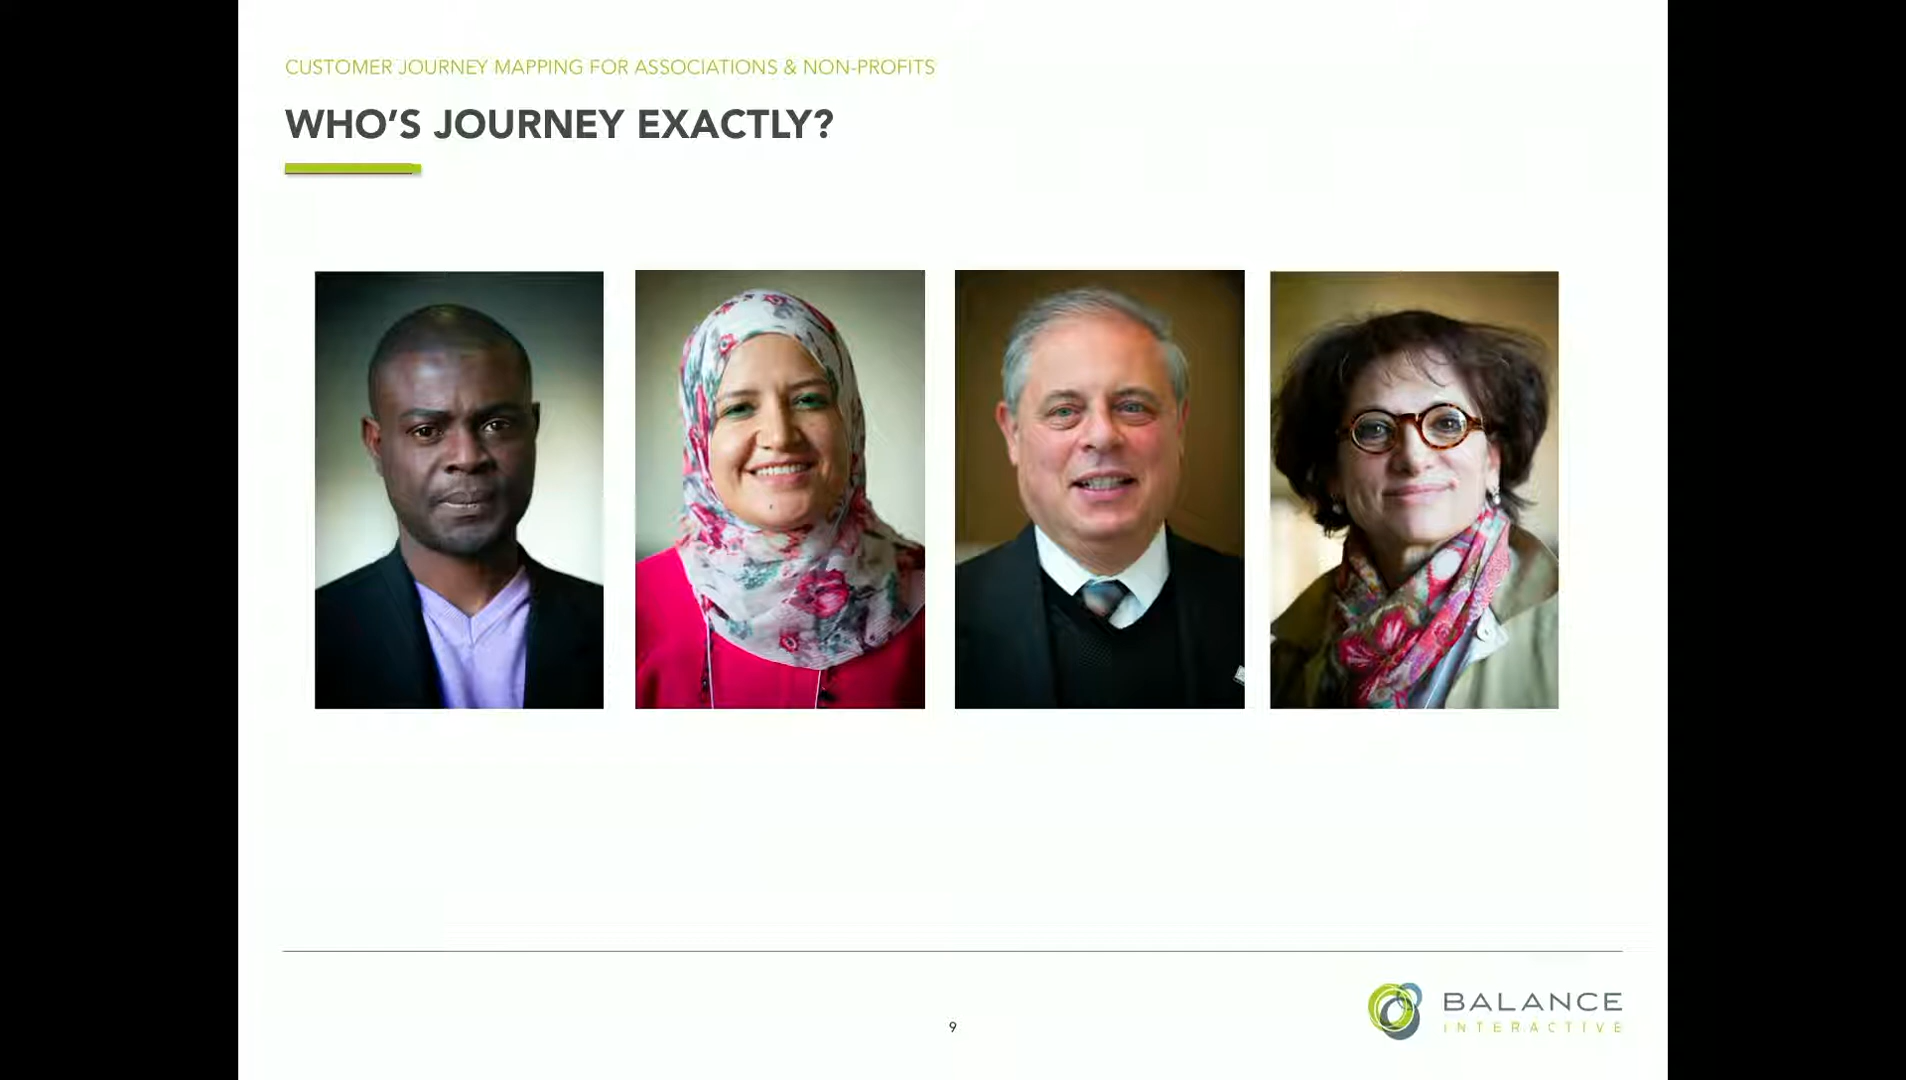 CUSTOMER JOURNEY MAPPING FOR ASSOCIATIONS & NON-PROFITS
WHO’S JOURNEY EXACTLY?
9
BALANCE
INTERACTIVE